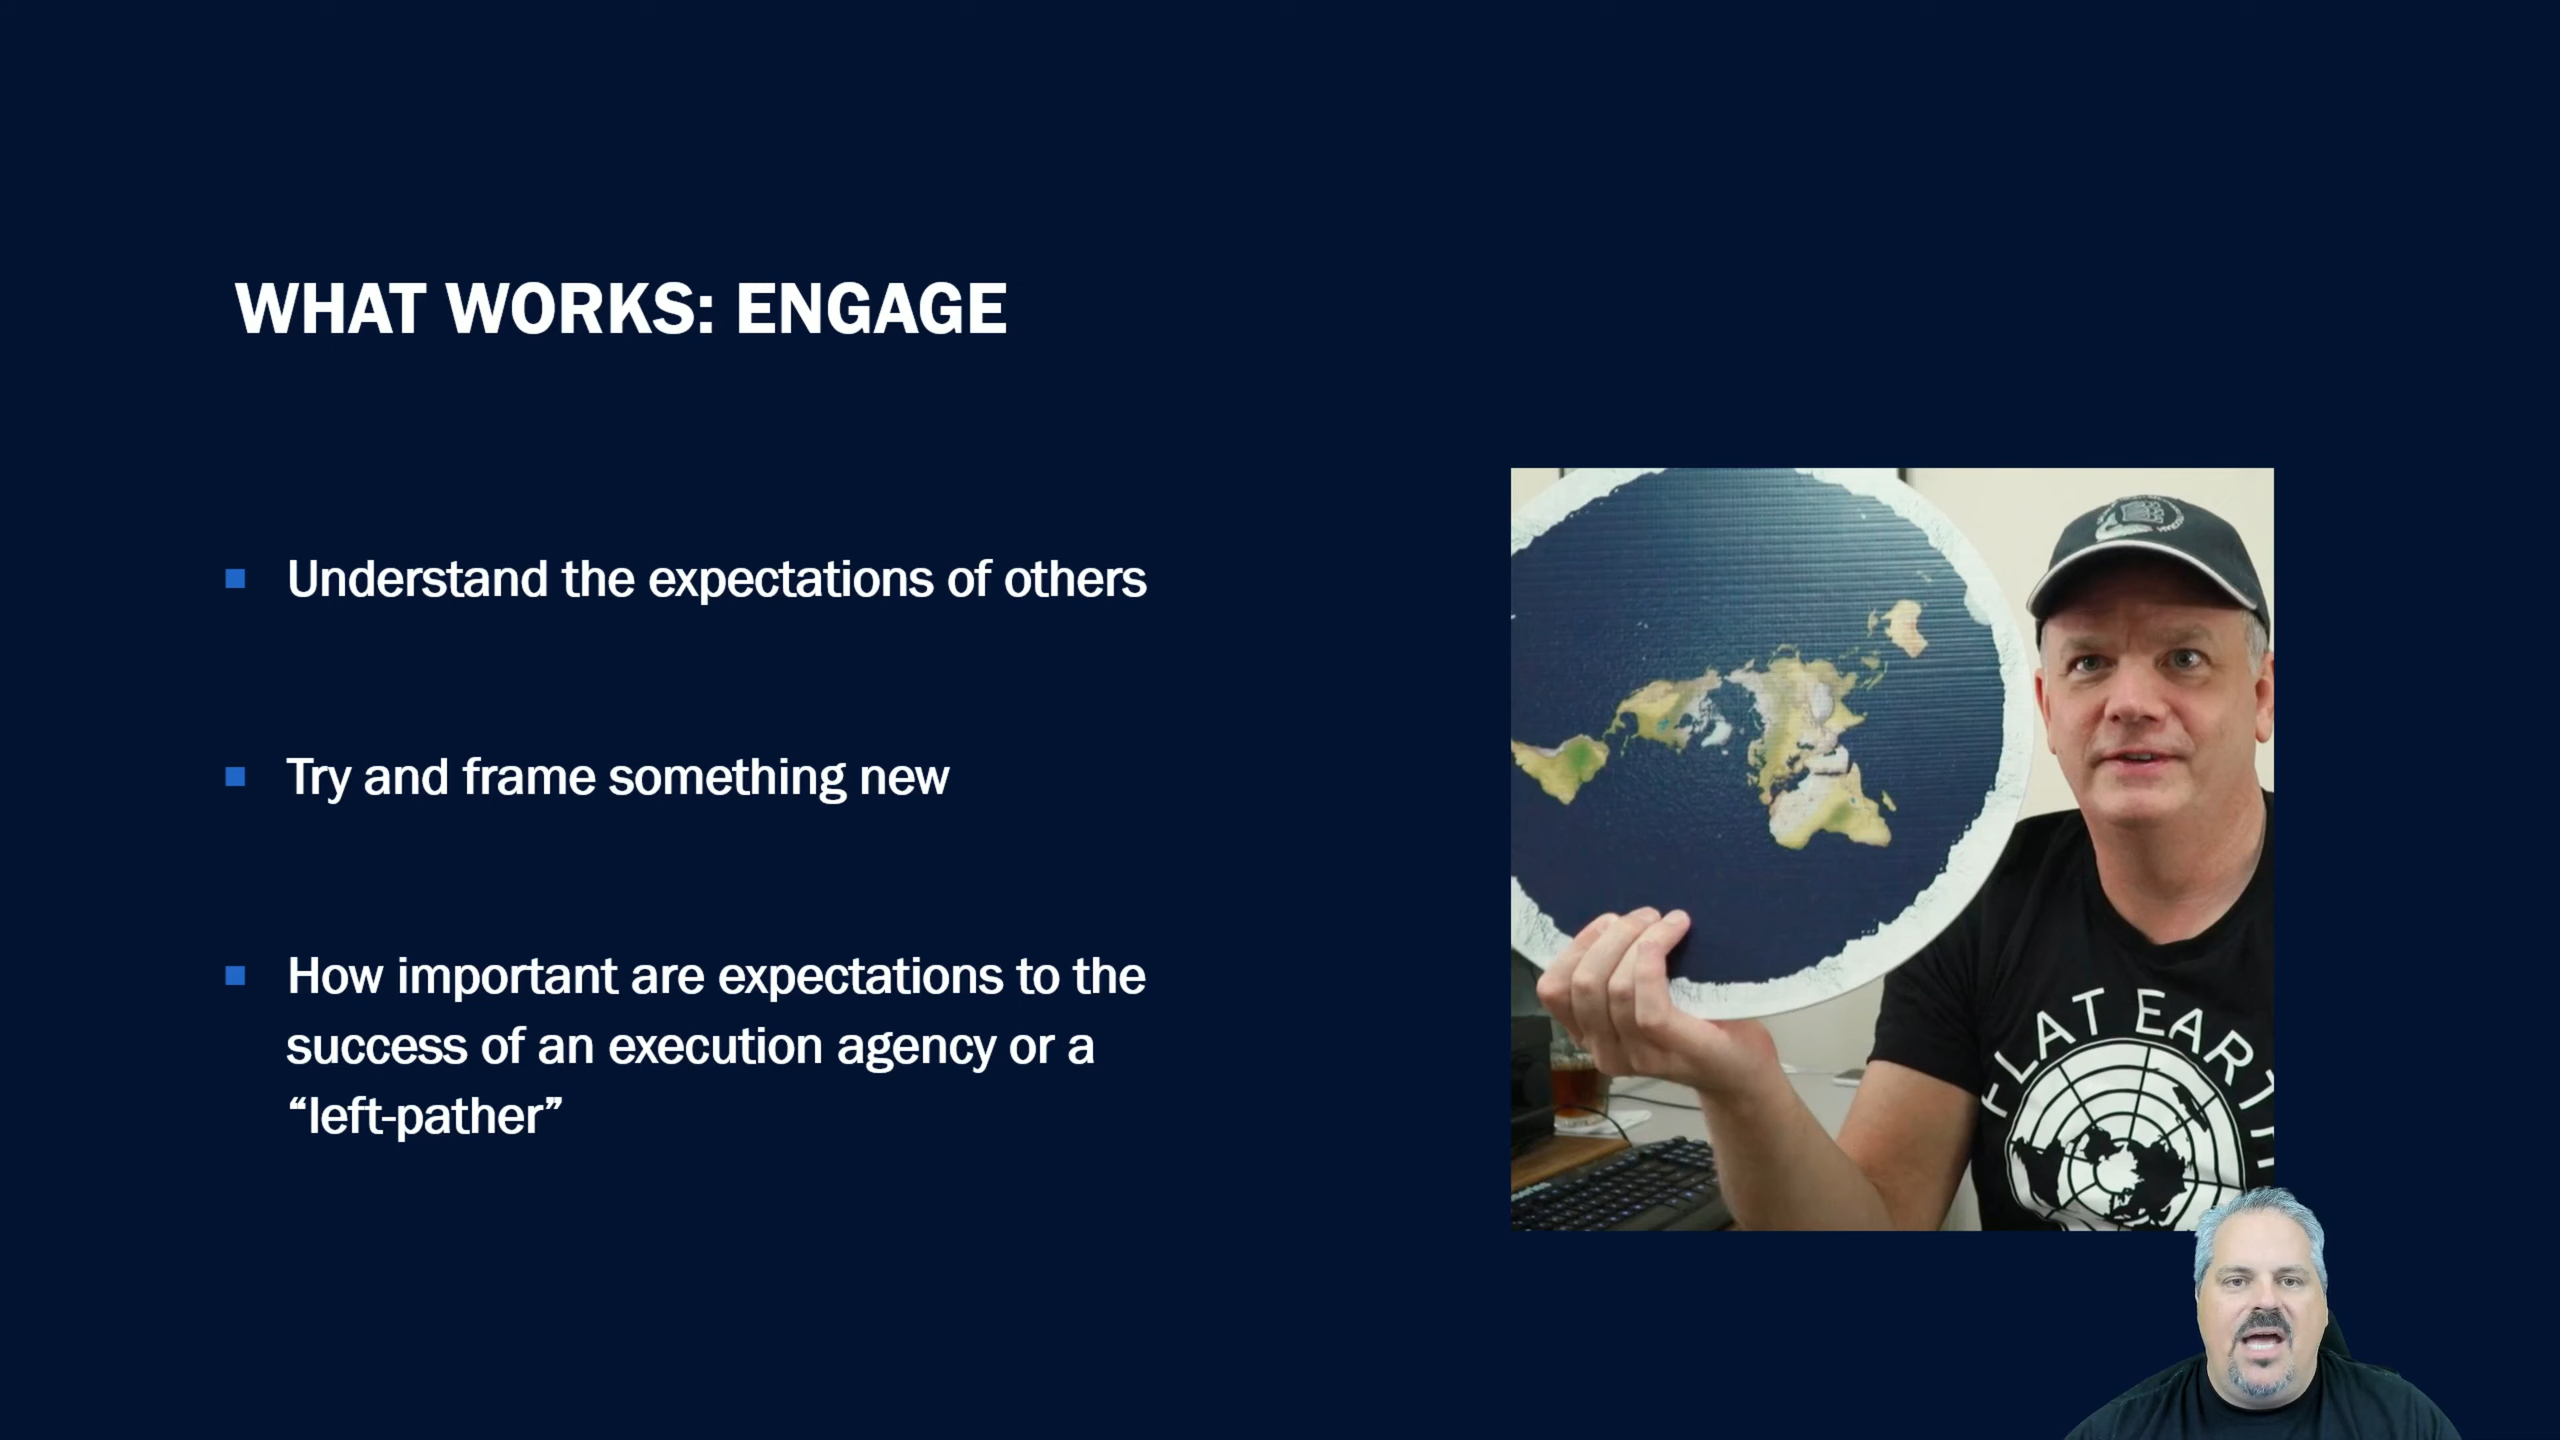 WHAT WORKS: ENGAGE
Understand the expectations of others
Try and frame something new
How important are expectations to the
success of an execution agency or a
“left-pather”
FLAT EARTH